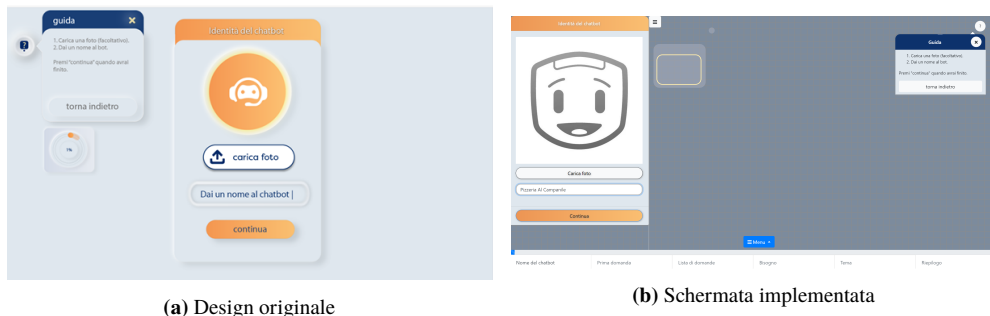 guida
1. Carica una foto (facoltativo).
2. Dai un nome al bot.
Premi "continua" quando avrai
finito.
torna indietro
1%
Identità del chatbot
carica foto
Dai un nome al chatbot |
continua
(a) Design originale
Identità del chatbot
Carica foto
Pizzeria Al Campanile
Continua
Guida
1. Carica una foto (facoltativo).
2. Dai un nome al bot.
Premi "continua" quando avrai finito.
torna indietro
Menu
Nome del chatbot
Prima domanda
Lista di domande
Bisogno
Tema
Riepilogo
(b) Schermata implementata